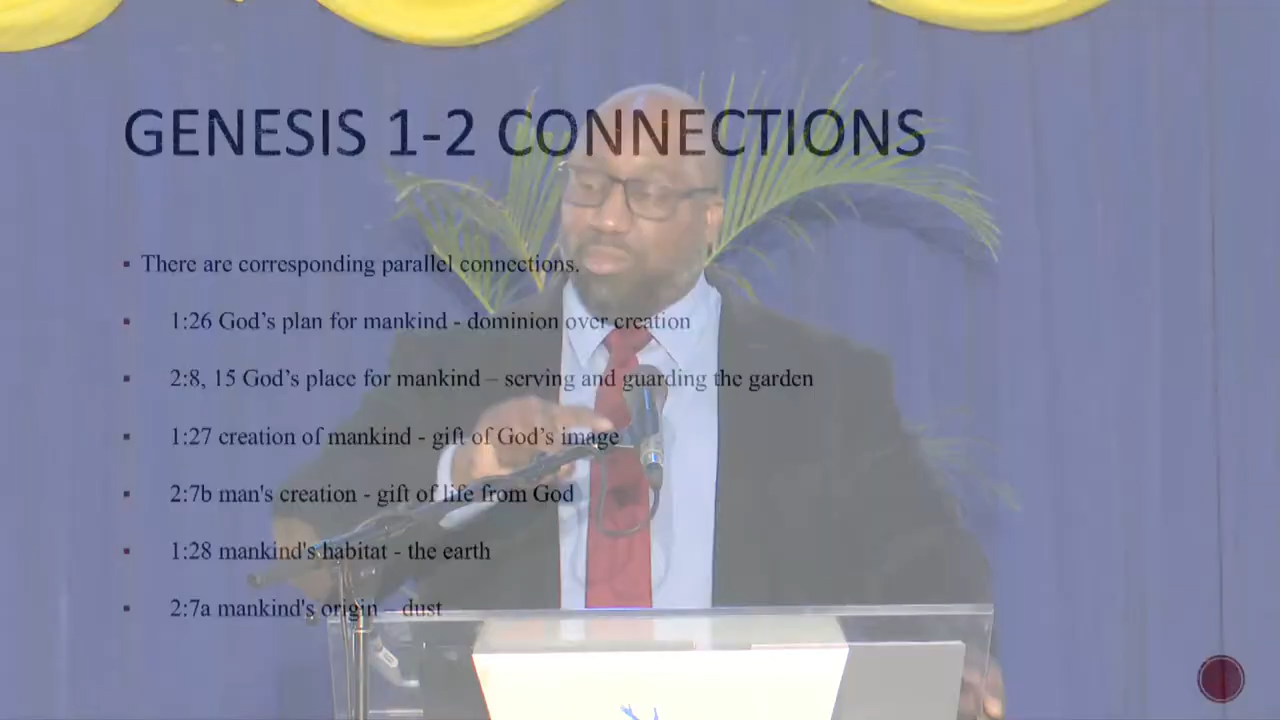 GENESIS 1-2 CONNECTIONS
▪ There are corresponding parallel connections.
▪ 1:26 God’s plan for mankind - dominion over creation
▪ 2:8, 15 God’s place for mankind – serving and guarding the garden
▪ 1:27 creation of mankind - gift of God’s image
▪ 2:7b man's creation - gift of life from God
▪ 1:28 mankind's habitat - the earth
▪ 2:7a mankind's origin – dust